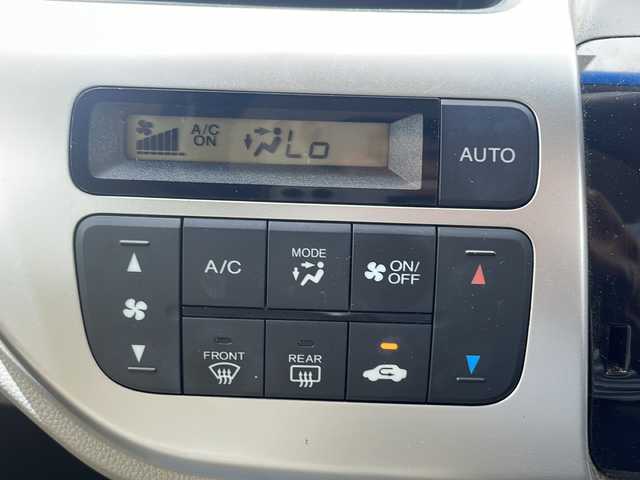 A/C
ON
Lo
AUTO
A/C
MODE
ON/
OFF
FRONT
REAR